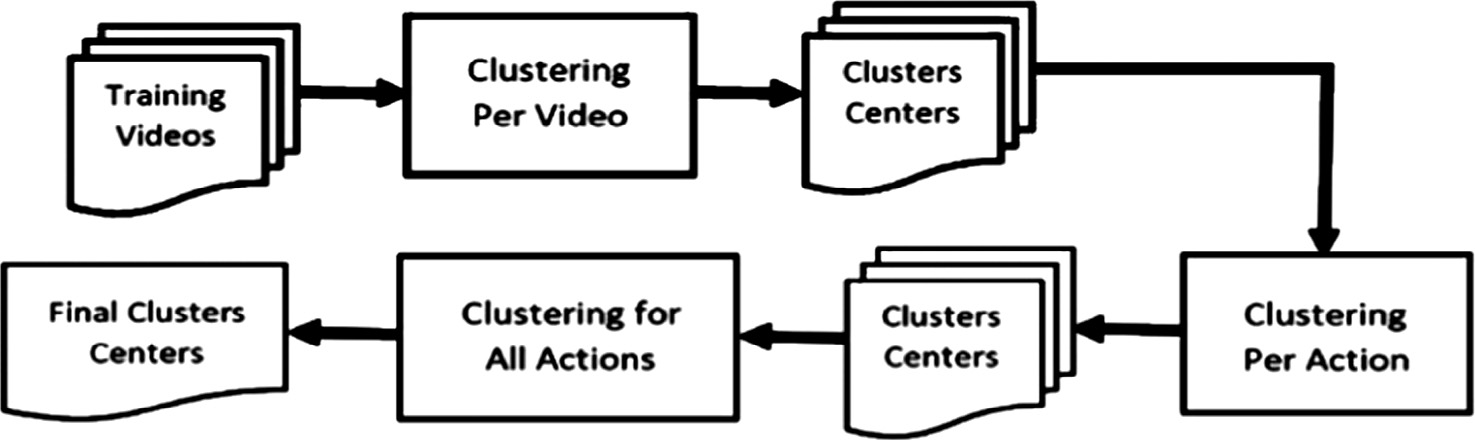 Training
Videos
Clustering
Per Video
Clusters
Centers
Clustering
Per Action
Clusters
Centers
Clustering for
All Actions
Final Clusters
Centers